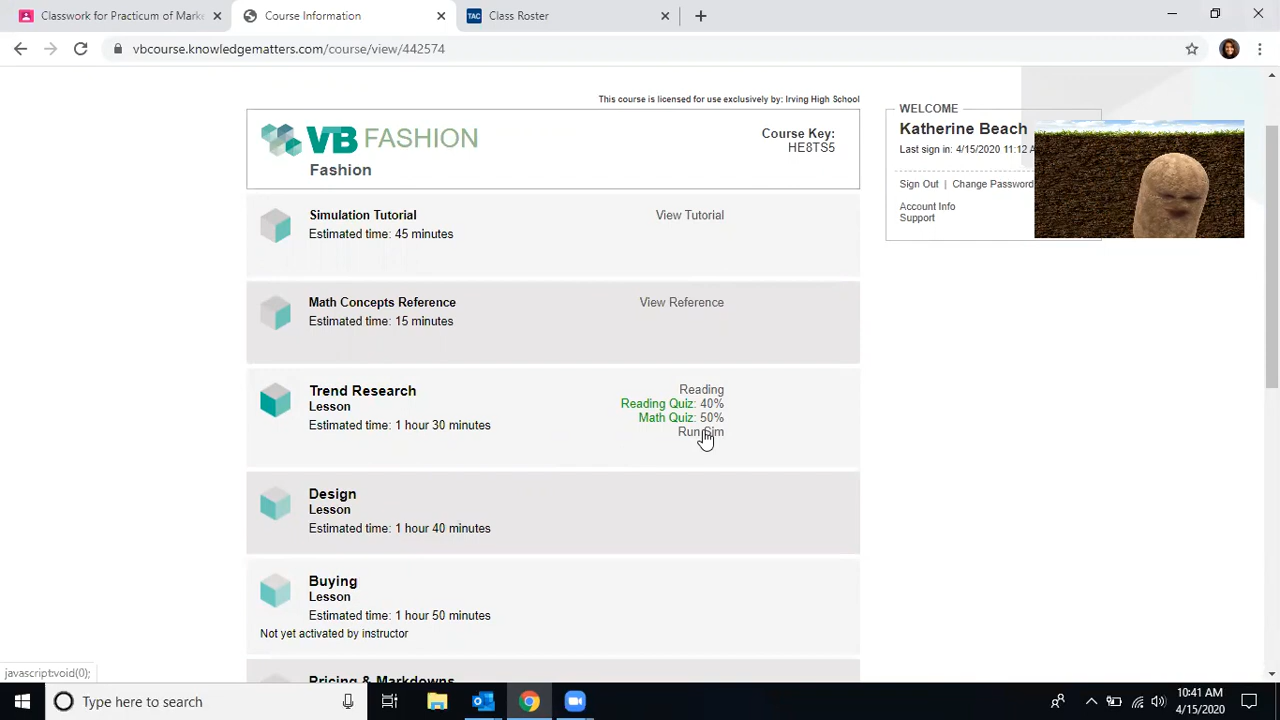 Classwork for Practicum of Marke
Course Information
TAC
Class Roster
vbcourse.knowledgematters.com/course/view/442574
This course is licensed for use exclusively by: Irving High School
VB FASHION
Fashion
Course Key:
HE8TS5
WELCOME
Katherine Beach
Last sign in: 4/15/2020 11:12 A
Sign Out | Change Password
Account Info
Support
Simulation Tutorial
Estimated time: 45 minutes
View Tutorial
Math Concepts Reference
Estimated time: 15 minutes
View Reference
Trend Research
Lesson
Estimated time: 1 hour 30 minutes
Reading
Reading Quiz: 40%
Math Quiz: 50%
Run Sim
Design
Lesson
Estimated time: 1 hour 40 minutes
Buying
Lesson
Estimated time: 1 hour 50 minutes
Not yet activated by instructor
Pricing & Markdowns
javascript:void(0);
Type here to search
10:41 AM
4/15/2020